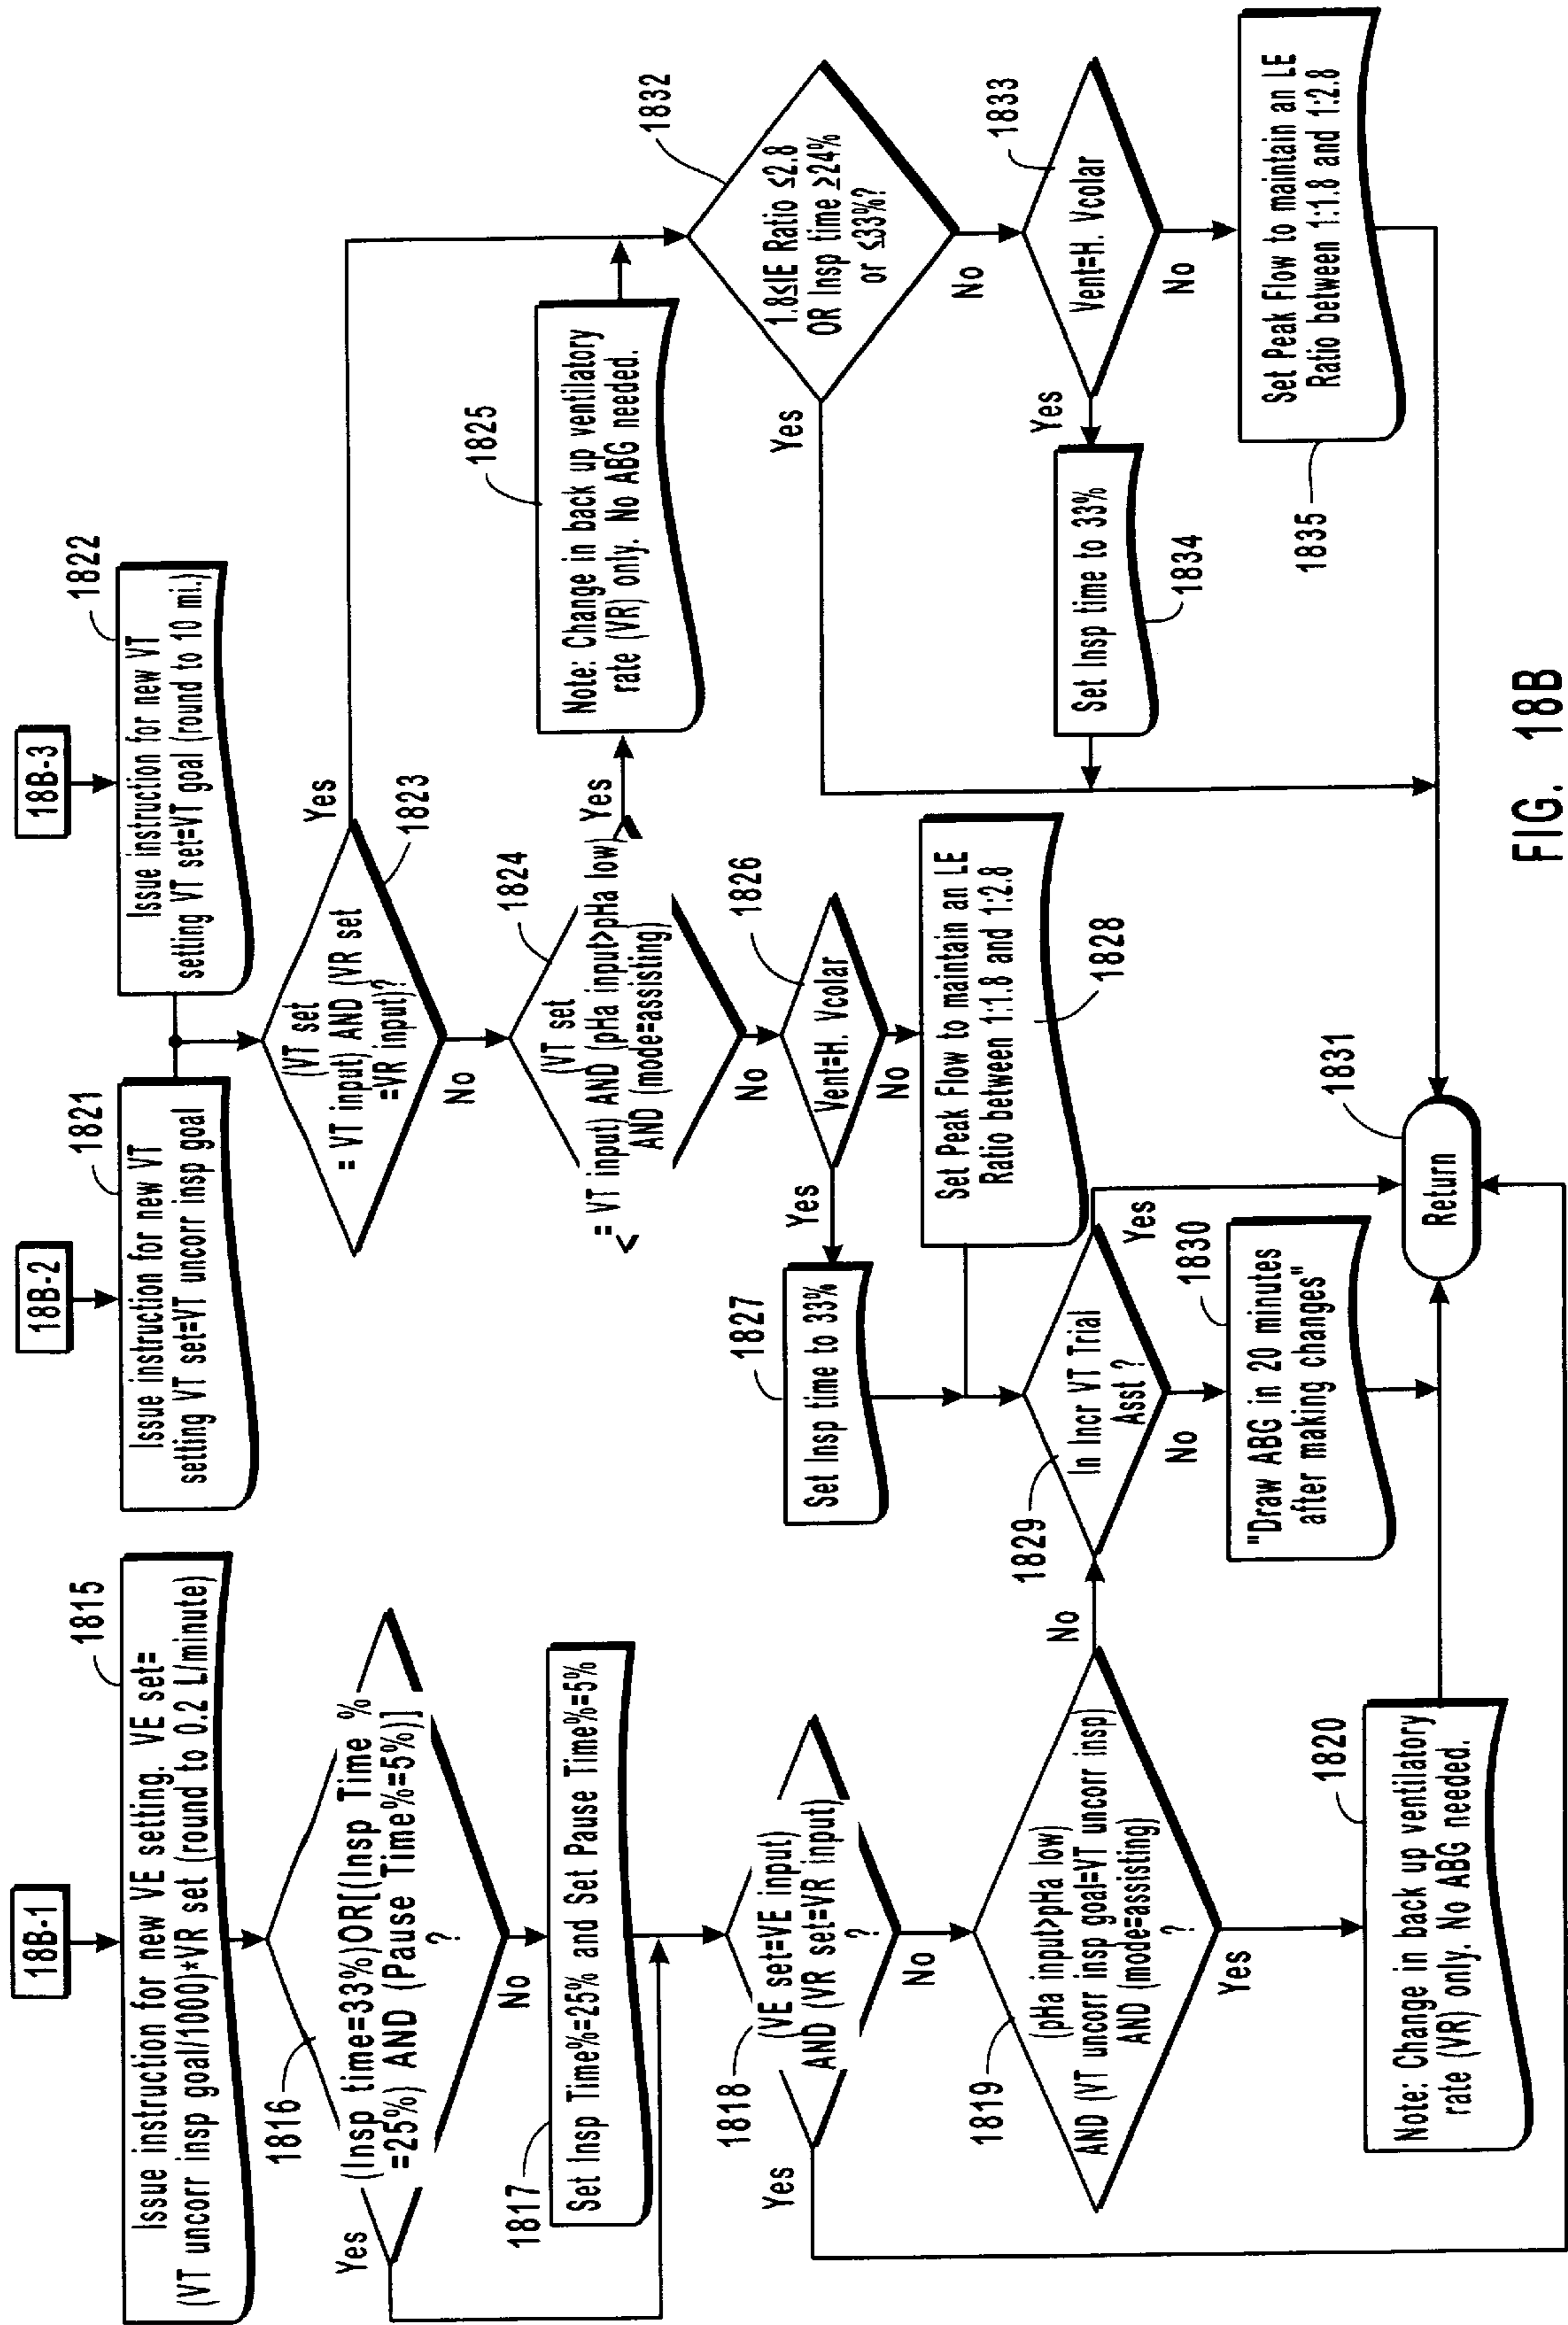 18B-1
1815
Issue instruction for new VE setting. VE set=
(VT uncorr insp goal/1000)*VR set (round to 0.2 L/minute)
1816
(Insp time=33%)OR[(Insp Time %
=25%) AND (Pause Time%=5%)]
?
Yes
No
1817
Set Insp Time%=25% and Set Pause Time%=5%
1818
(VE set=VE input)
AND (VR set=VR input)
?
Yes
No
1819
(pHa input>pHa low)
AND (VT uncorr insp goal=VT uncorr insp)
AND (mode=assisting)
?
No
Yes
1820
Note: Change in back up ventilatory
rate (VR) only. No ABG needed.
18B-2
1821
Issue instruction for new VT
setting VT set=VT uncorr insp goal
18B-3
1822
Issue instruction for new VT
setting VT set=VT goal (round to 10 mi.)
1823
(VT set
= VT input) AND (VR set
=VR input)?
Yes
No
1824
(VT set
= VT input) AND (pHa input>pHa low)
AND (mode=assisting)
<
Yes
No
1825
Note: Change in back up ventilatory
rate (VR) only. No ABG needed.
1826
Vent=H. Vcolar
Yes
No
1827
Set Insp time to 33%
1828
Set Peak Flow to maintain an LE
Ratio between 1:1.8 and 1:2.8
1829
In Incr VT Trial
Asst ?
Yes
No
1830
"Draw ABG in 20 minutes
after making changes"
1831
Return
1832
1.8≤IE Ratio ≤2.8
OR Insp time ≥24%
or ≤33%?
Yes
No
1833
Vent=H. Vcolar
Yes
No
1834
Set Insp time to 33%
1835
Set Peak Flow to maintain an LE
Ratio between 1:1.8 and 1:2.8
FIG. 18B